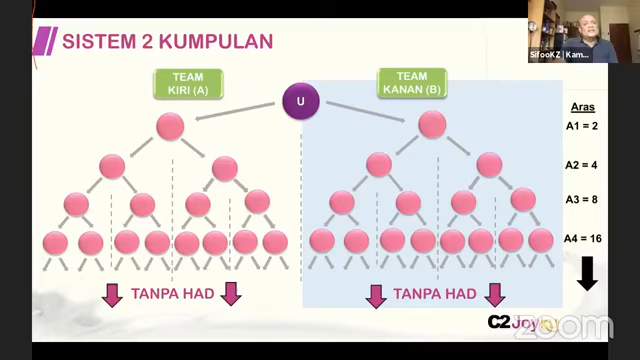 SISTEM 2 KUMPULAN
SifooKZ | Kam...
TEAM
KIRI (A)
TEAM
KANAN (B)
U
Aras
A1 = 2
A2 = 4
A3 = 8
A4 = 16
TANPA HAD
TANPA HAD
C2Joy
zoom